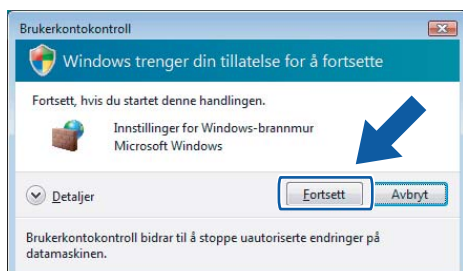 Brukerkontokontroll
Windows trenger din tillatelse for å fortsette
Fortsett, hvis du startet denne handlingen.
Innstillinger for Windows-brannmur
Microsoft Windows
Detaljer
Fortsett
Avbryt
Brukerkontokontroll bidrar til å stoppe uautoriserte endringer på
datamaskinen.